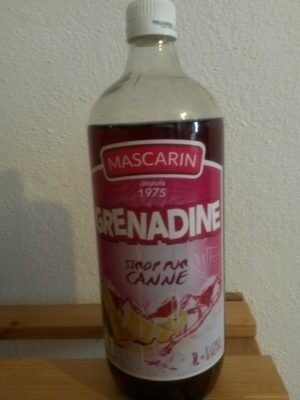 MASCARIN
depuis
1975
GRENADINE
SIROP PUR
CANNE